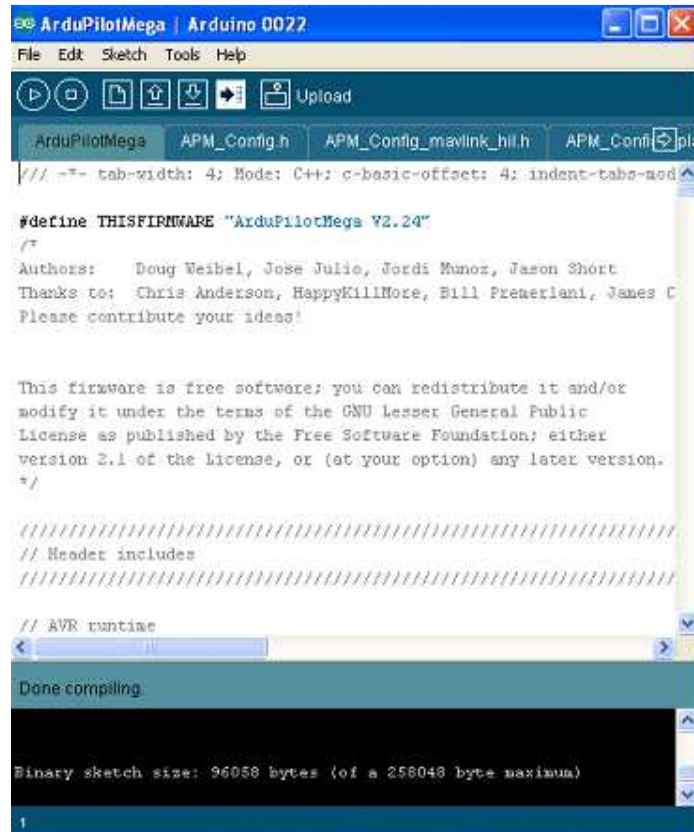 ArduPilotMega | Arduino 0022
File Edit Sketch Tools Help
Upload
ArduPilotMega APM_Config.h APM_Config_mavlink_hil.h APM_Confi pl
/// -*- tab-width: 4; Mode: C++; c-basic-offset: 4; indent-tabs-mod
#define THISFIRMWARE "ArduPilotMega V2.24"
/*
Authors: Doug Weibel, Jose Julio, Jordi Munoz, Jason Short
Thanks to: Chris Anderson, HappyKillMore, Bill Premerlani, James C
Please contribute your ideas!
This firmware is free software; you can redistribute it and/or
modify it under the terms of the GNU Lesser General Public
License as published by the Free Software Foundation; either
version 2.1 of the License, or (at your option) any later version.
*/
///////////////////////////////////////////////////////////////////
// Header includes
///////////////////////////////////////////////////////////////////
// AVR runtime
Done compiling.
Binary sketch size: 96058 bytes (of a 258048 byte maximum)
1